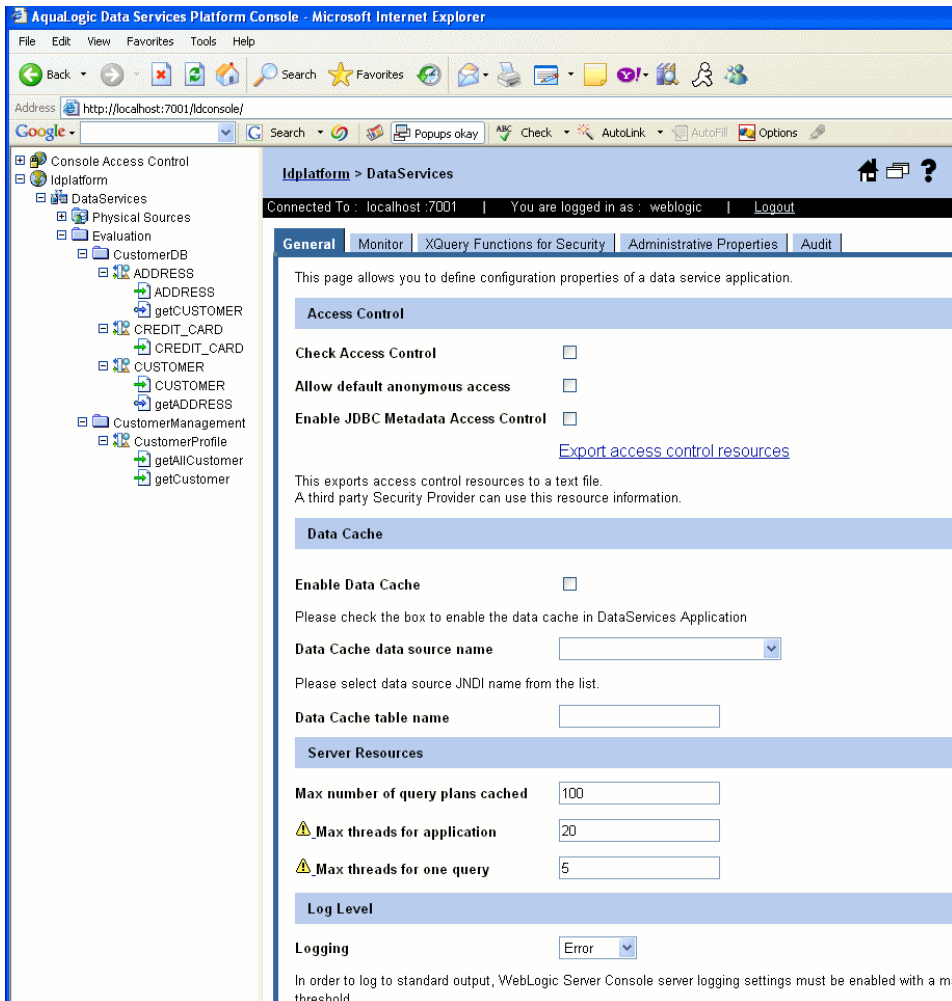 AquaLogic Data Services Platform Console - Microsoft Internet Explorer
File Edit View Favorites Tools Help
Back Search Favorites
Address http://localhost:7001/ldconsole/
Google Search Popups okay ABC Check AutoLink AutoFill Options
Console Access Control
ldplatform
DataServices
Physical Sources
Evaluation
CustomerDB
ADDRESS
ADDRESS
getCUSTOMER
CREDIT_CARD
CREDIT_CARD
CUSTOMER
CUSTOMER
getADDRESS
CustomerManagement
CustomerProfile
getAllCustomer
getCustomer
ldplatform > DataServices ?
Connected To : localhost :7001 | You are logged in as : weblogic | Logout
General Monitor XQuery Functions for Security Administrative Properties Audit
This page allows you to define configuration properties of a data service application.
Access Control
Check Access Control
Allow default anonymous access
Enable JDBC Metadata Access Control
Export access control resources
This exports access control resources to a text file.
A third party Security Provider can use this resource information.
Data Cache
Enable Data Cache
Please check the box to enable the data cache in DataServices Application
Data Cache data source name
Please select data source JNDI name from the list.
Data Cache table name
Server Resources
Max number of query plans cached 100
Max threads for application 20
Max threads for one query 5
Log Level
Logging Error
In order to log to standard output, WebLogic Server Console server logging settings must be enabled with a m
threshold